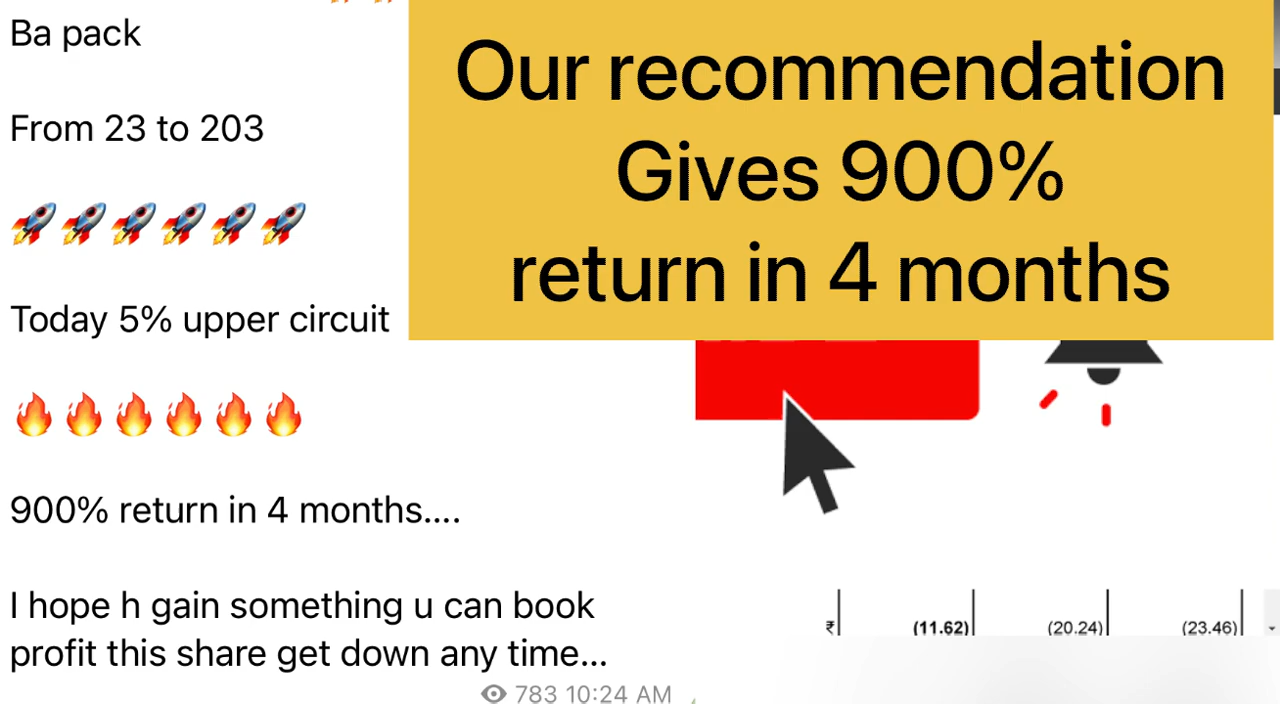 Ba pack
From 23 to 203
🚀🚀🚀🚀🚀🚀
Today 5% upper circuit
🔥🔥🔥🔥🔥🔥
900% return in 4 months....
I hope h gain something u can book
profit this share get down any time...
783 10:24 AM
Our recommendation
Gives 900%
return in 4 months
₹ (11.62) (20.24) (23.46)